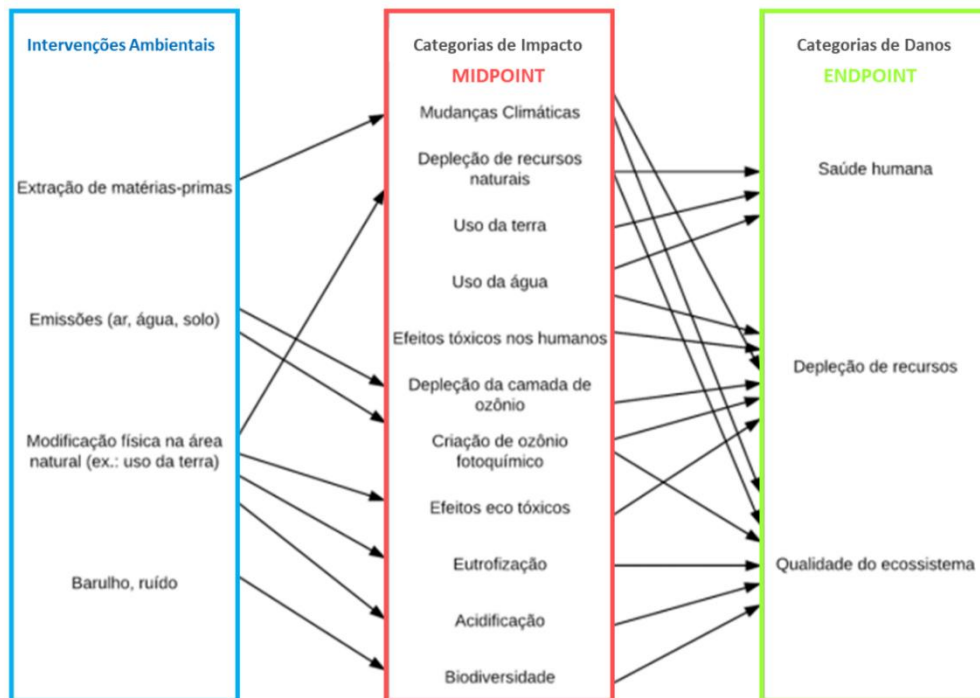 Intervenções Ambientais
Extração de matérias-primas
Emissões (ar, água, solo)
Modificação física na área
natural (ex.: uso da terra)
Barulho, ruído
Categorias de Impacto
MIDPOINT
Mudanças Climáticas
Depleção de recursos
naturais
Uso da terra
Uso da água
Efeitos tóxicos nos humanos
Depleção da camada de
ozônio
Criação de ozônio
fotoquímico
Efeitos eco tóxicos
Eutrofização
Acidificação
Biodiversidade
Categorias de Danos
ENDPOINT
Saúde humana
Depleção de recursos
Qualidade do ecossistema